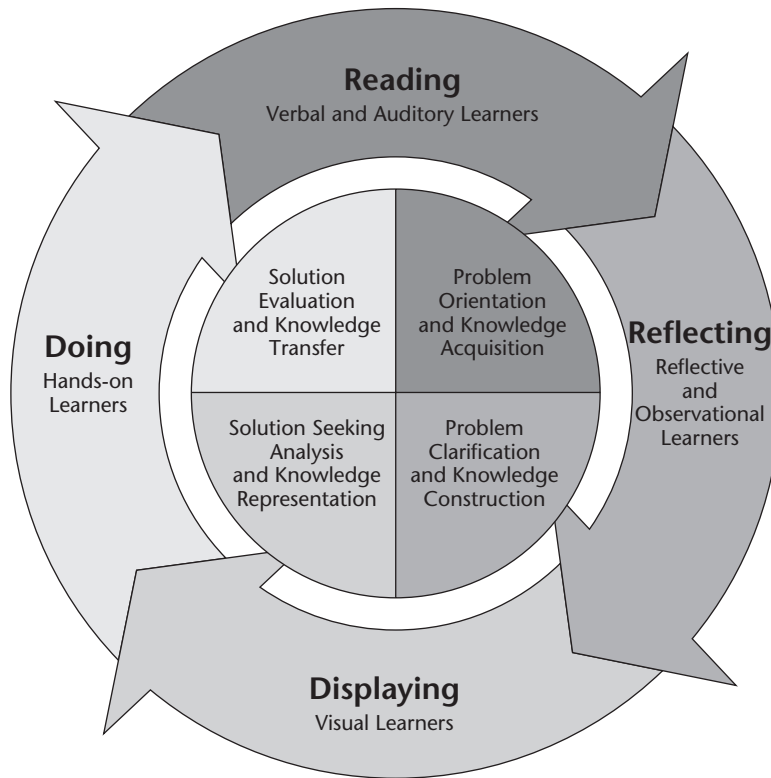 Reading
Verbal and Auditory Learners
Reflecting
Reflective
and
Observational
Learners
Displaying
Visual Learners
Doing
Hands-on
Learners
Problem
Orientation
and Knowledge
Acquisition
Problem
Clarification
and Knowledge
Construction
Solution Seeking
Analysis
and Knowledge
Representation
Solution
Evaluation
and Knowledge
Transfer